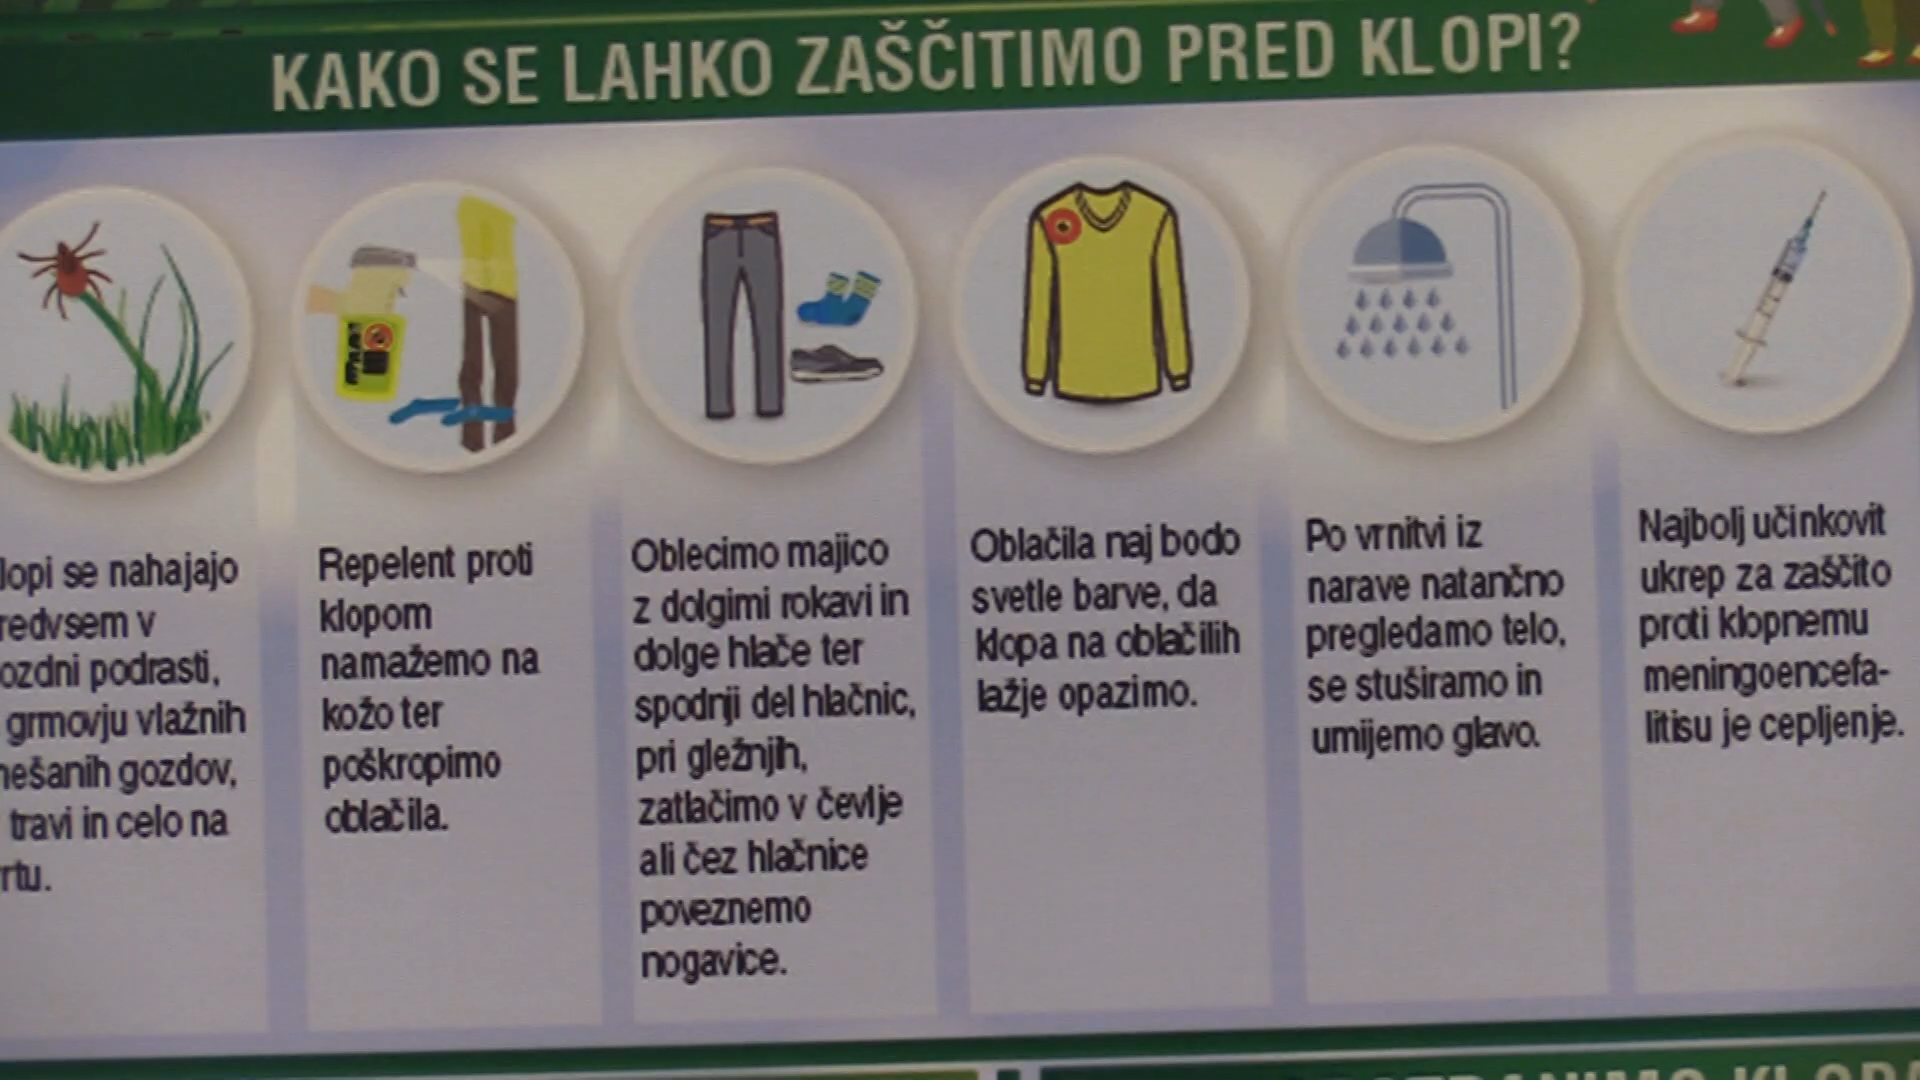 KAKO SE LAHKO ZAŠČITIMO PRED KLOPI?
lopi se nahajajo
redvsem v
ozdni podrasti,
grmovju vlažnih
mešanih gozdov,
travi in celo na
rtu.
Repelent proti
klopom
namažemo na
kožo ter
poškropimo
oblačila.
Oblecimo majico
z dolgimi rokavi in
dolge hlače ter
spodnji del hlačnic,
pri gležnjih,
zatlačimo v čevlje
ali čez hlačnice
poveznemo
nogavice.
Oblačila naj bodo
svetle barve, da
klopa na oblačilih
lažje opazimo.
Po vrnitvi iz
narave natančno
pregledamo telo,
se stuširamo in
umijemo glavo.
Najbolj učinkovit
ukrep za zaščito
proti klopnemu
meningoencefa-
litisu je cepljenje.